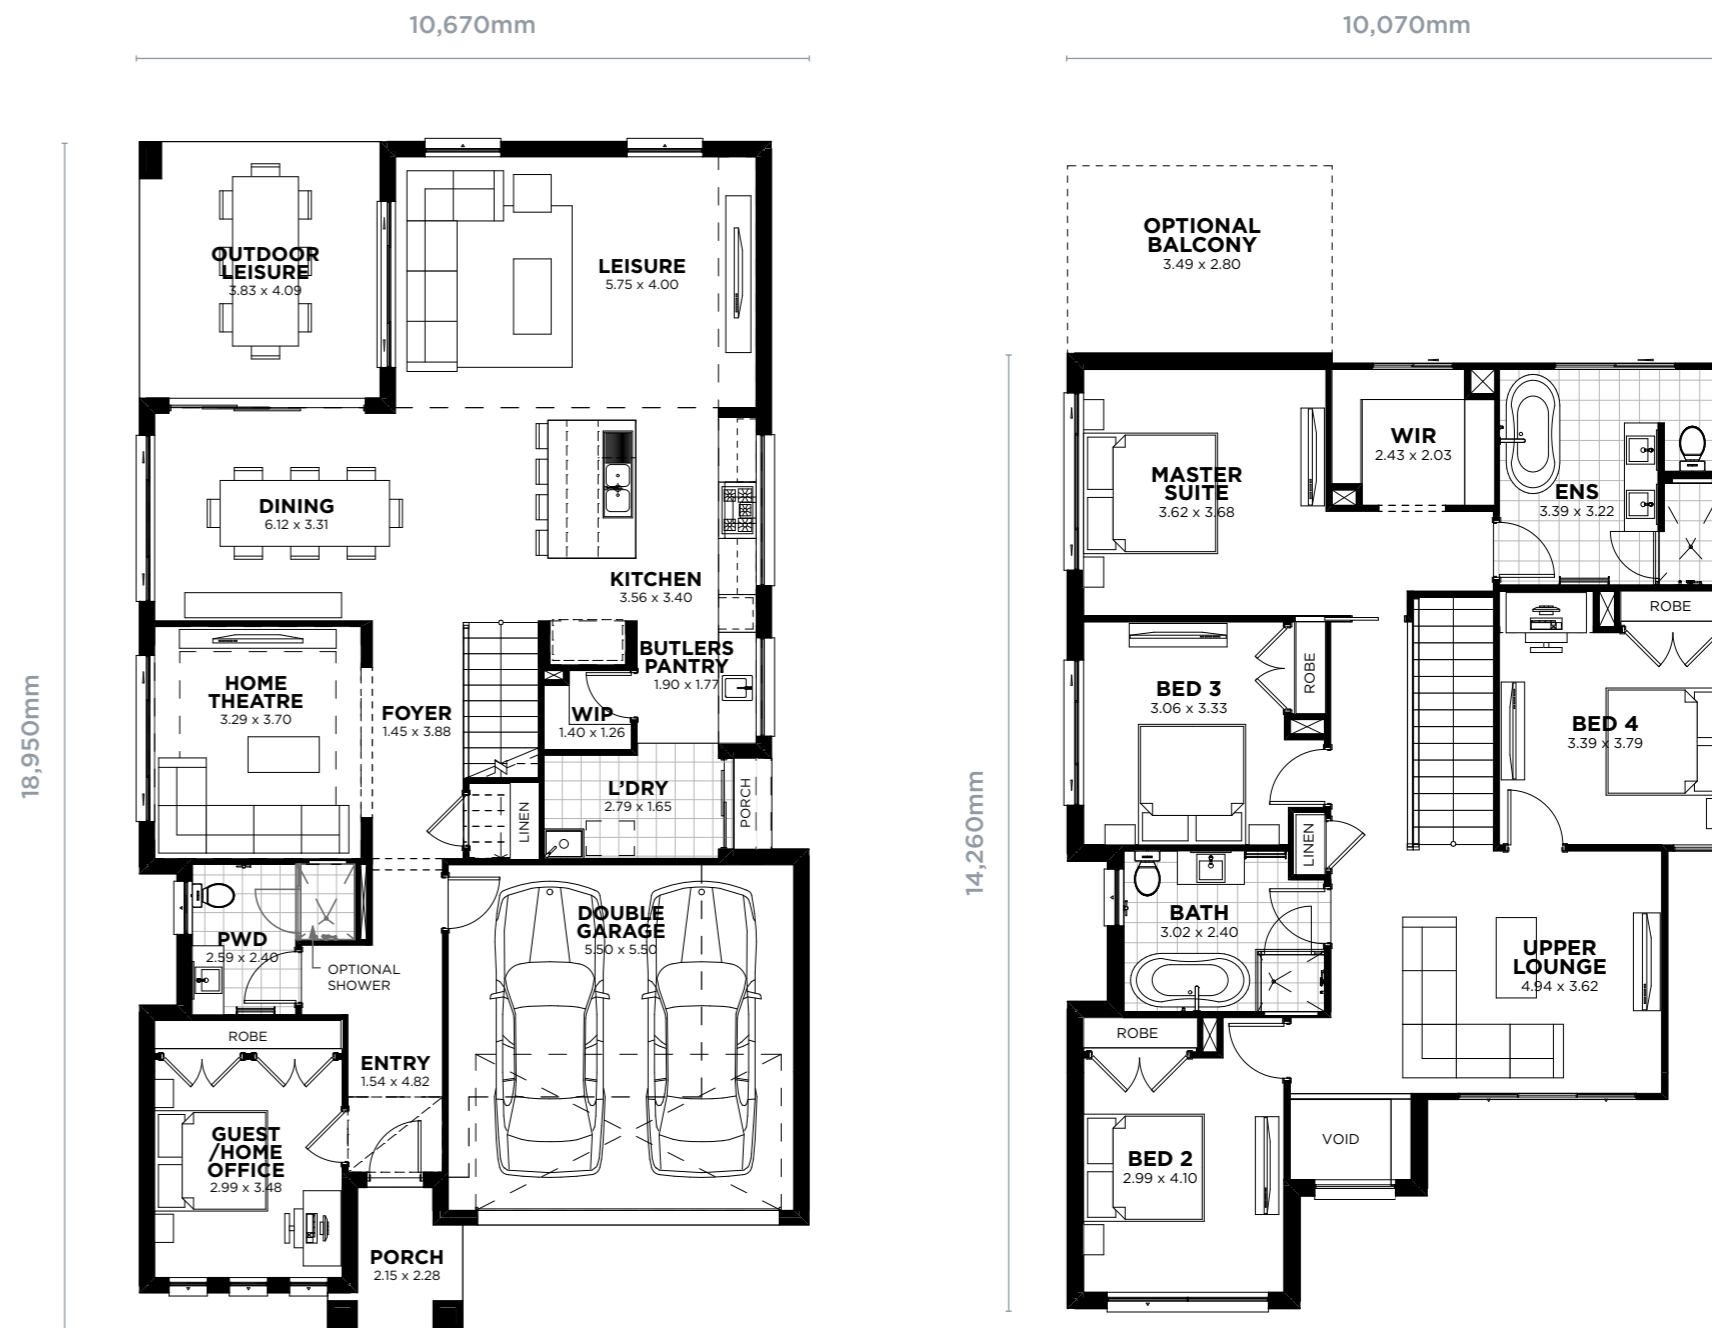 10,670mm
18,950mm
OUTDOOR
LEISURE
3.83 x 4.09
LEISURE
5.75 x 4.00
DINING
6.12 x 3.31
KITCHEN
3.56 x 3.40
BUTLERS
PANTRY
1.90 x 1.77
HOME
THEATRE
3.29 x 3.70
FOYER
1.45 x 3.88
WIP
1.40 x 1.26
L'DRY
2.79 x 1.65
PORCH
LINEN
DOUBLE
GARAGE
5.50 x 5.50
PWD
2.59 x 2.40
OPTIONAL
SHOWER
ROBE
ENTRY
1.54 x 4.82
GUEST
/HOME
OFFICE
2.99 x 3.48
PORCH
2.15 x 2.28
10,070mm
14,260mm
OPTIONAL
BALCONY
3.49 x 2.80
MASTER
SUITE
3.62 x 3.68
WIR
2.43 x 2.03
ENS
3.39 x 3.22
ROBE
BED 3
3.06 x 3.33
ROBE
BED 4
3.39 x 3.79
LINEN
BATH
3.02 x 2.40
UPPER
LOUNGE
4.94 x 3.62
ROBE
VOID
BED 2
2.99 x 4.10